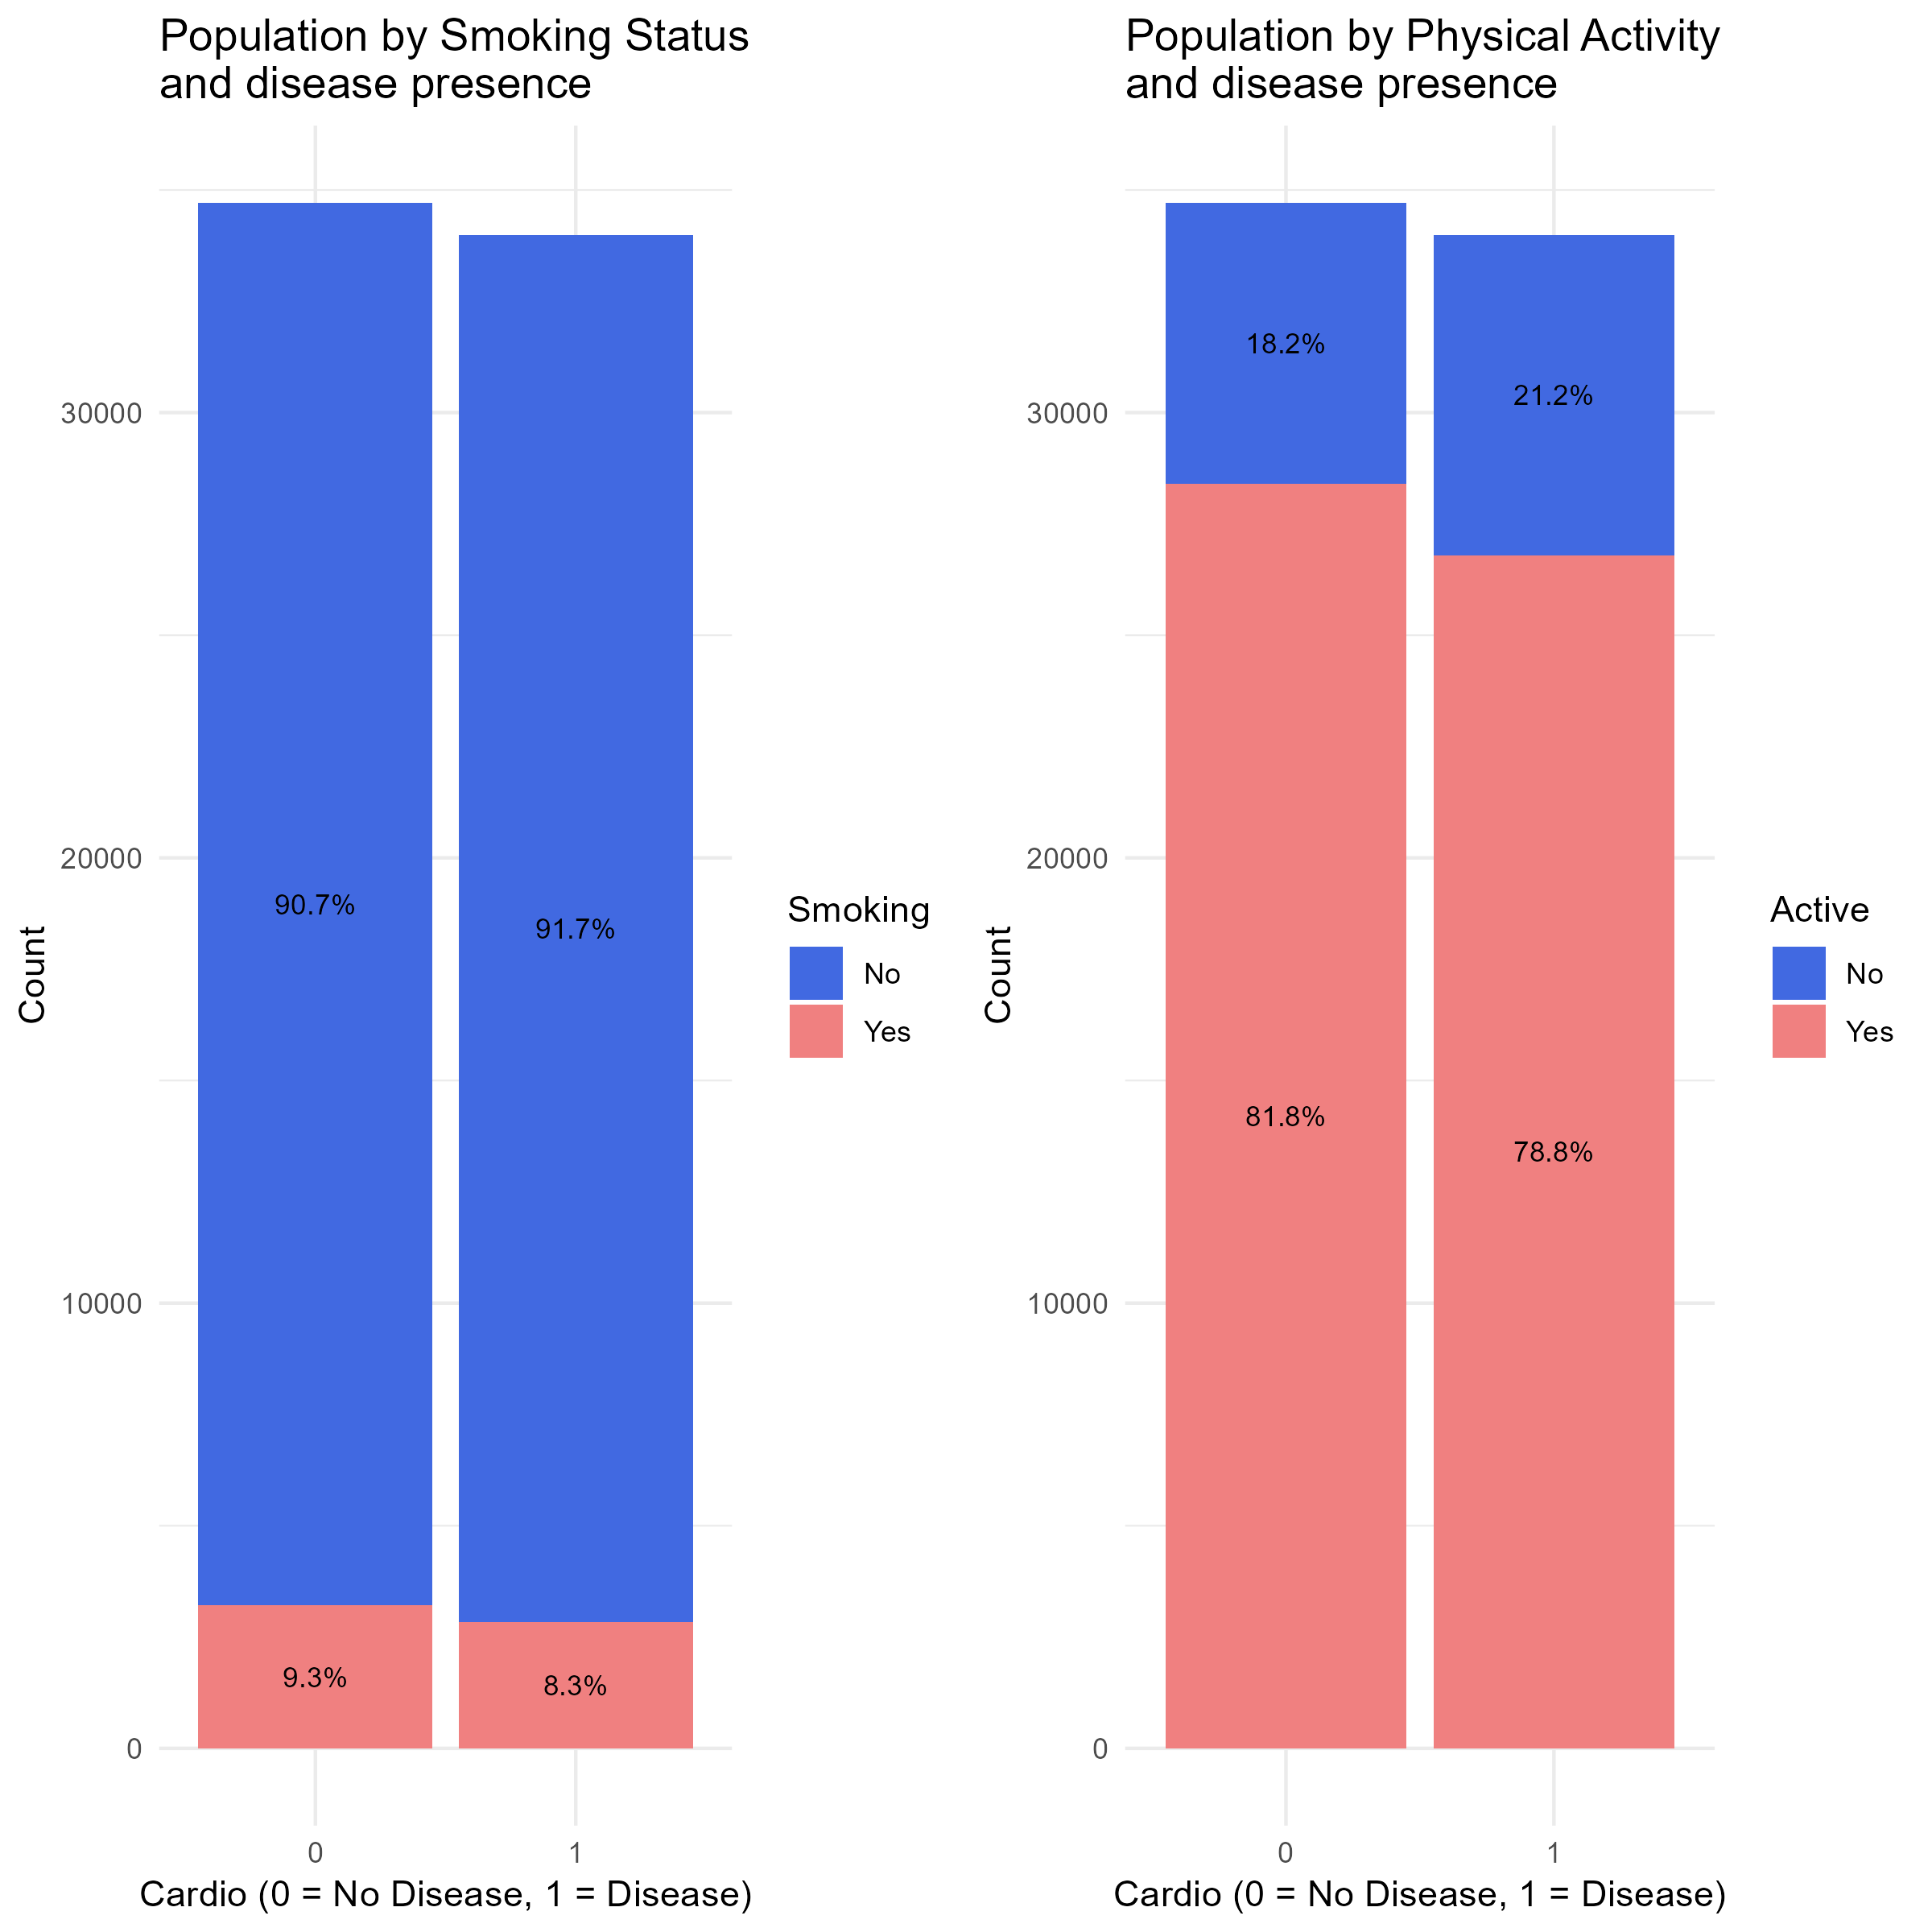 Population by Smoking Status
and disease presence
Count
30000
20000
10000
0
90.7%
91.7%
9.3%
8.3%
0
1
Cardio (0 = No Disease, 1 = Disease)
Smoking
No
Yes
Population by Physical Activity
and disease presence
Count
30000
20000
10000
0
18.2%
21.2%
81.8%
78.8%
0
1
Cardio (0 = No Disease, 1 = Disease)
Active
No
Yes